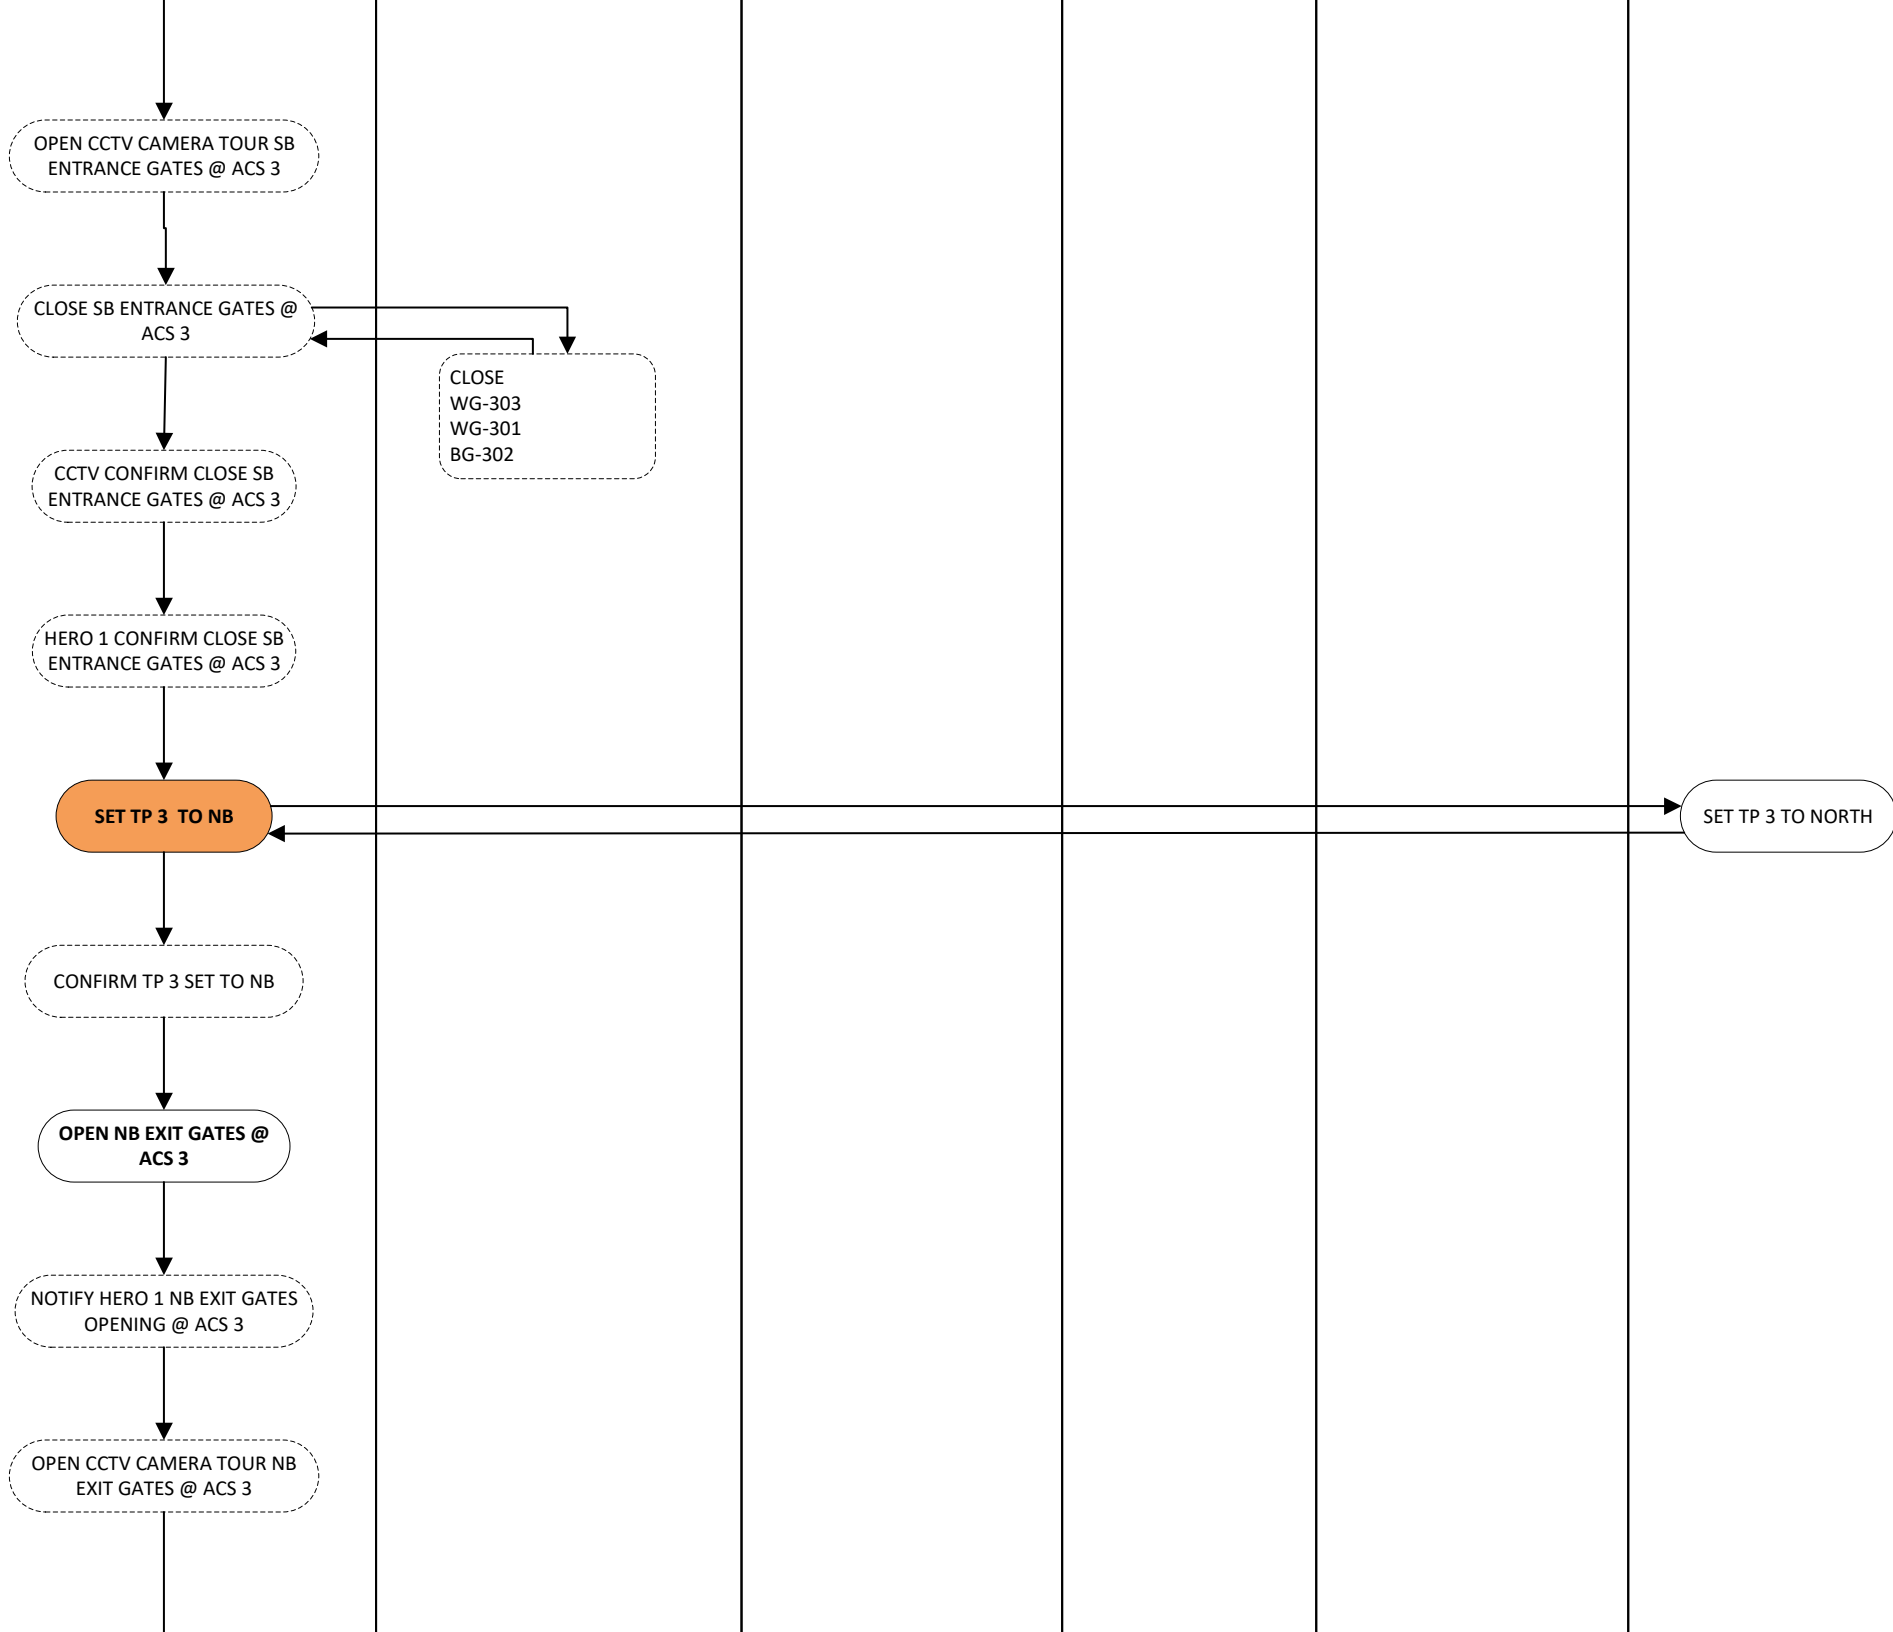 OPEN CCTV CAMERA TOUR SB
ENTRANCE GATES @ ACS 3
CLOSE SB ENTRANCE GATES @
ACS 3
CLOSE
WG-303
WG-301
BG-302
CCTV CONFIRM CLOSE SB
ENTRANCE GATES @ ACS 3
HERO 1 CONFIRM CLOSE SB
ENTRANCE GATES @ ACS 3
SET TP 3  TO NB
SET TP 3 TO NORTH
CONFIRM TP 3 SET TO NB
OPEN NB EXIT GATES @
ACS 3
NOTIFY HERO 1 NB EXIT GATES
OPENING @ ACS 3
OPEN CCTV CAMERA TOUR NB
EXIT GATES @ ACS 3